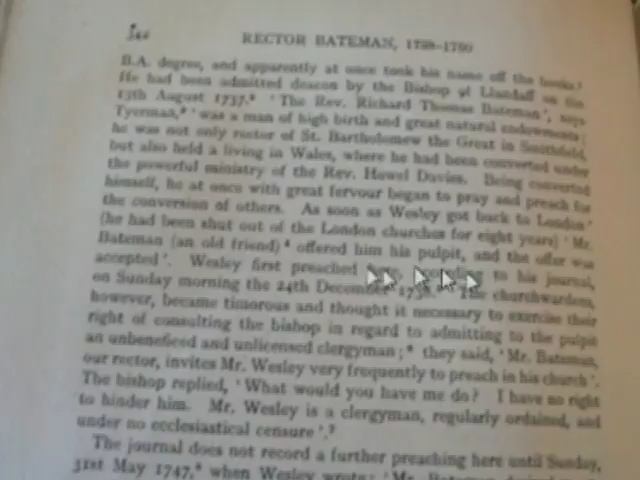 RECTOR BATEMAN, 1738-1760
B.A. degree, and apparently at once took his name off the books.
He had been admitted deacon by the Bishop of Llandaff on the
13th August 1737. ' The Rev. Richard Thomas Bateman ', says
Tyerman, ' was a man of high birth and great natural endowments ;
he was not only rector of St. Bartholomew the Great in Smithfield,
but also held a living in Wales, where he had been converted under
the powerful ministry of the Rev. Howel Davies. Being converted
himself, he at once with great fervour began to pray and preach for
the conversion of others. As soon as Wesley got back to London '
(he had been shut out of the London churches for eight years) ' Mr.
Bateman (an old friend) offered him his pulpit, and the offer was
accepted '. Wesley first preached to his journal,
on Sunday morning the 24th December churchwardens,
however, became timorous and thought it necessary to exercise their
right of consulting the bishop in regard to admitting to the pulpit
an unbeneficed and unlicensed clergyman ; they said, ' Mr. Bateman,
our rector, invites Mr. Wesley very frequently to preach in his church '.
The bishop replied, ' What would you have me do ? I have no right
to hinder him. Mr. Wesley is a clergyman, regularly ordained, and
under no ecclesiastical censure '.⁷
The journal does not record a further preaching here until Sunday,
31st May 1747, when Wesley wrote : ' Mr. Bateman